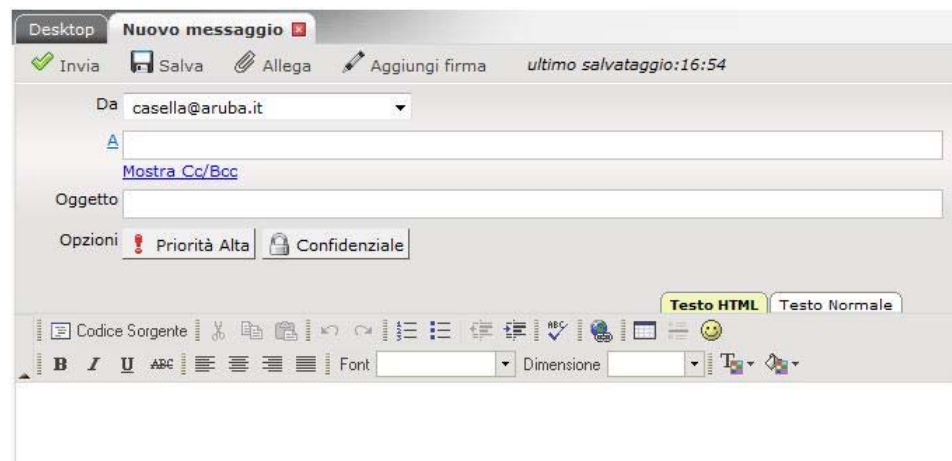 Desktop Nuovo messaggio
Invia Salva Allega Aggiungi firma ultimo salvataggio:16:54
Da casella@aruba.it
A
Mostra Cc/Bcc
Oggetto
Opzioni Priorità Alta Confidenziale
Testo HTML Testo Normale
Codice Sorgente ABC
B I U ABC Font Dimensione T